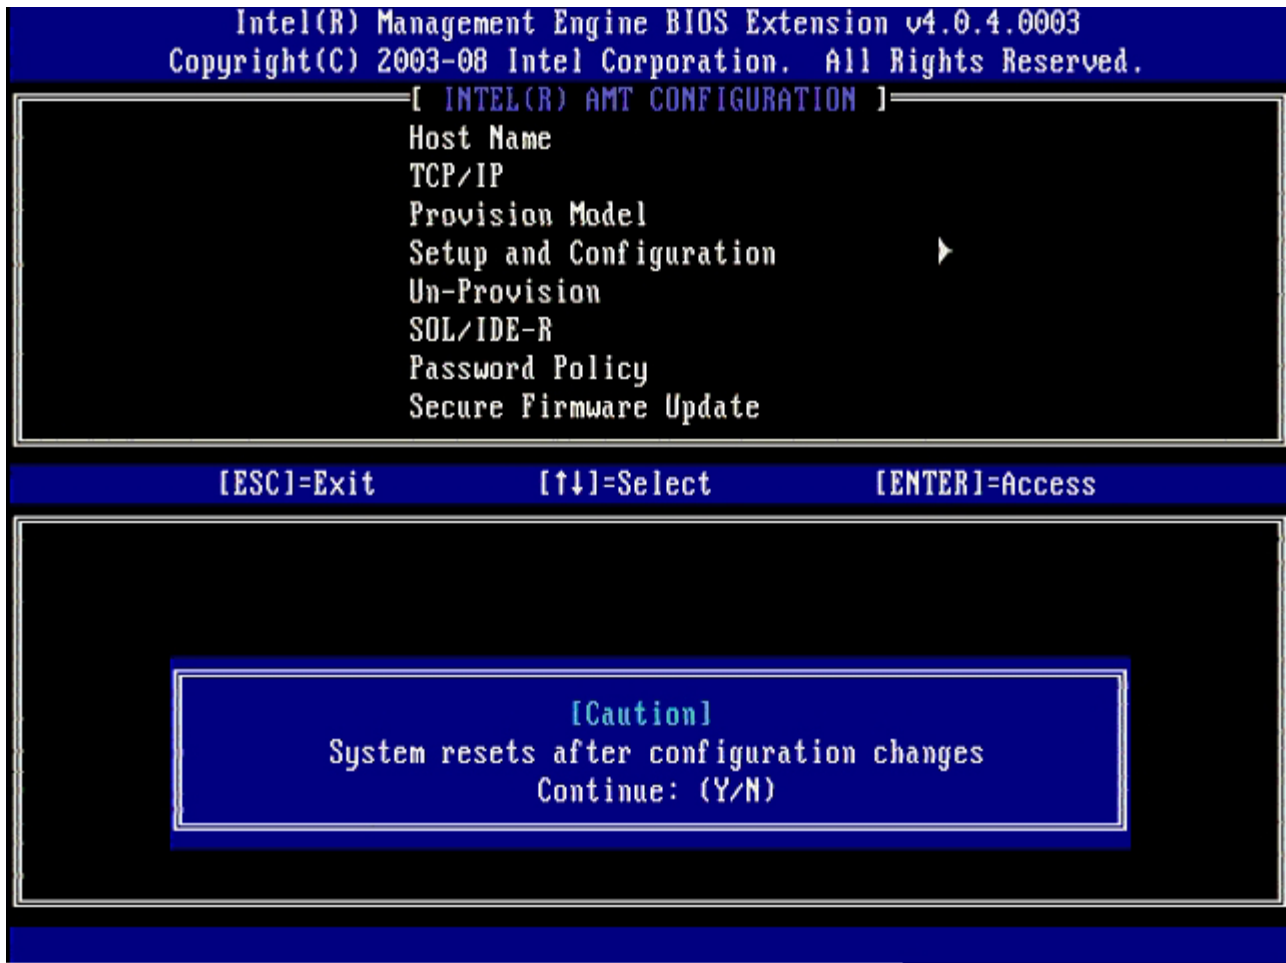 Intel(R) Management Engine BIOS Extension v4.0.4.0003
Copyright(C) 2003-08 Intel Corporation. All Rights Reserved.
[ INTEL(R) AMT CONFIGURATION ]
Host Name
TCP/IP
Provision Model
Setup and Configuration
Un-Provision
SOL/IDE-R
Password Policy
Secure Firmware Update
[ESC]=Exit [↑↓]=Select [ENTER]=Access
[Caution]
System resets after configuration changes
Continue: (Y/N)